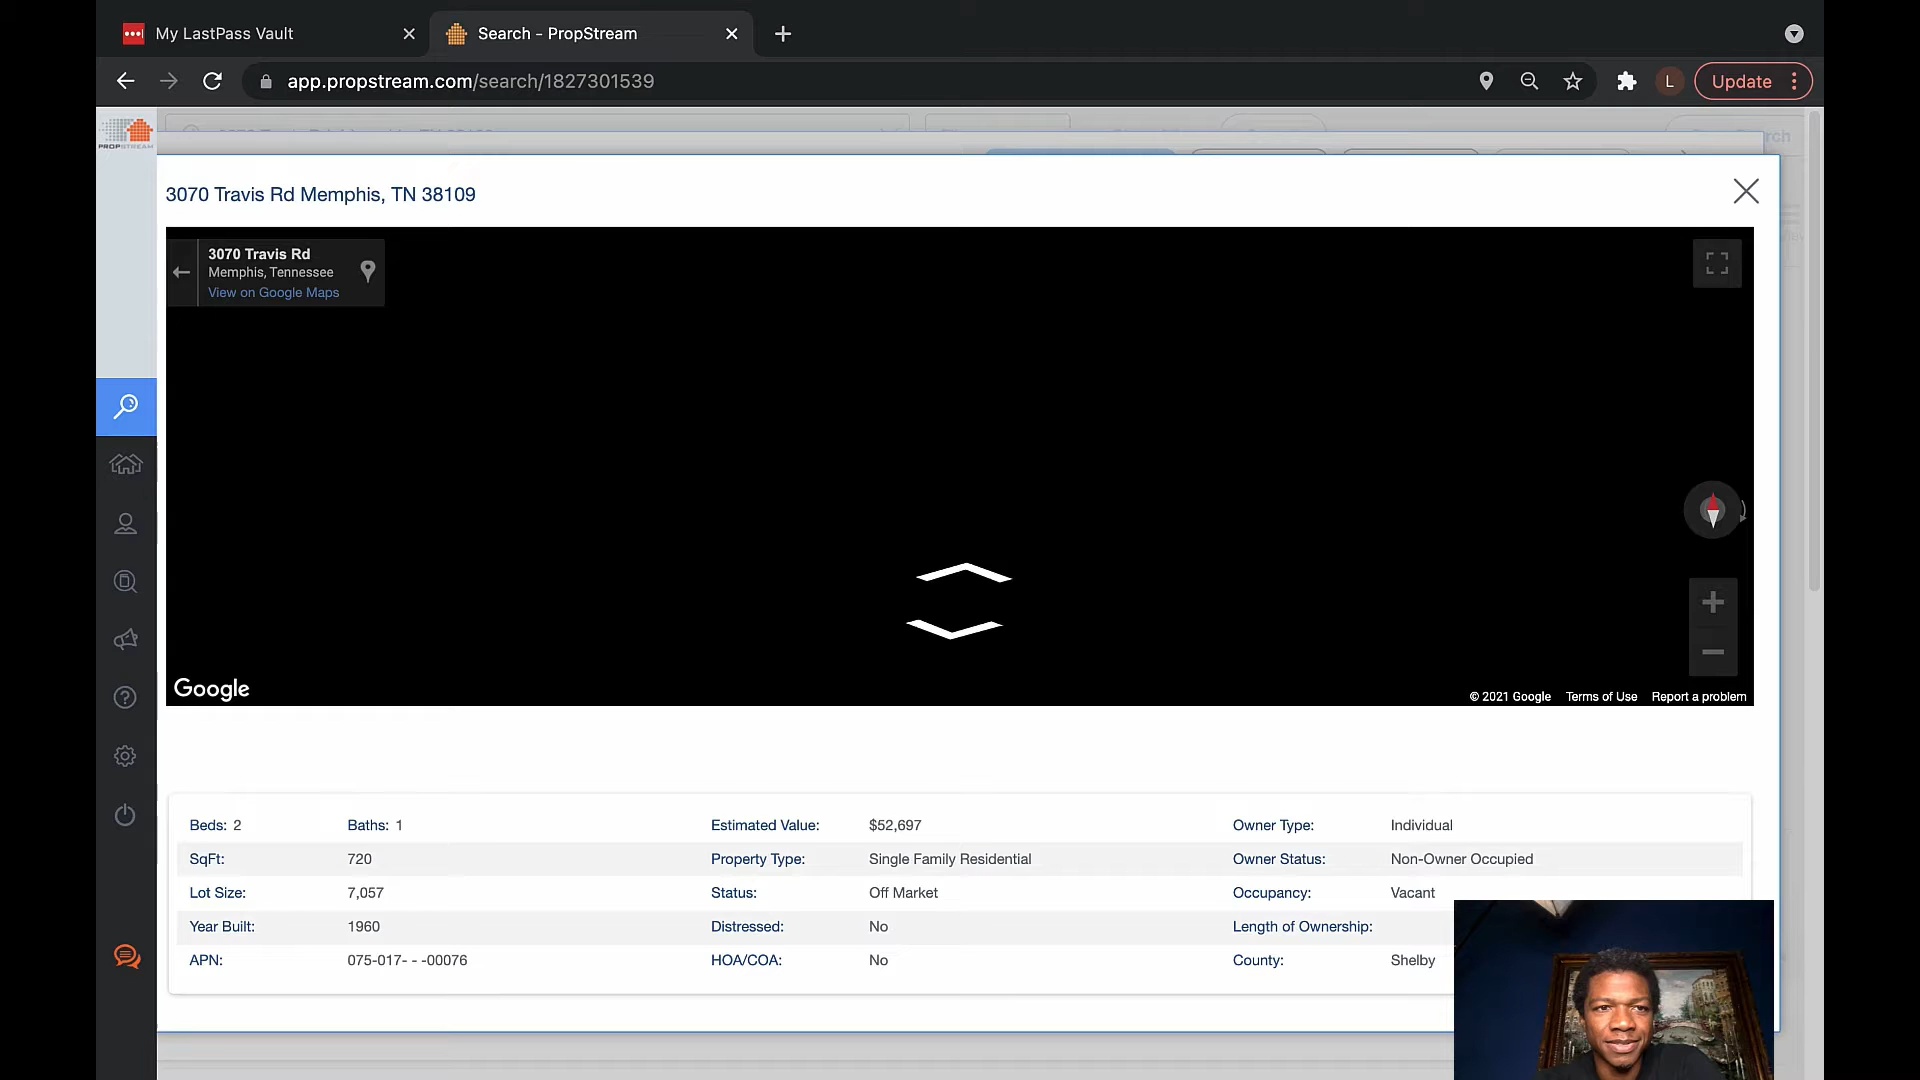 My LastPass Vault
Search - PropStream
app.propstream.com/search/1827301539
L
Update
PROPSTREAM
3070 Travis Rd Memphis, TN 38109
3070 Travis Rd
Memphis, Tennessee
View on Google Maps
Google
© 2021 Google Terms of Use Report a problem
Beds: 2 Baths: 1 Estimated Value: $52,697 Owner Type: Individual
SqFt: 720 Property Type: Single Family Residential Owner Status: Non-Owner Occupied
Lot Size: 7,057 Status: Off Market Occupancy: Vacant
Year Built: 1960 Distressed: No Length of Ownership:
APN: 075-017- - -00076 HOA/COA: No County: Shelby